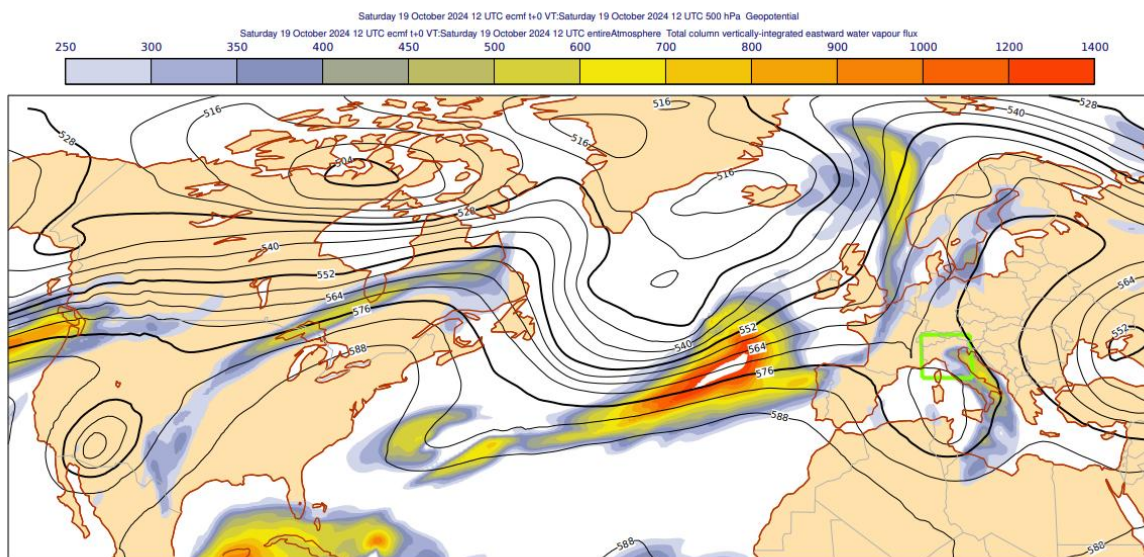 Saturday 19 October 2024 12 UTC ecmf t+0 VT:Saturday 19 October 2024 12 UTC 500 hPa Geopotential
Saturday 19 October 2024 12 UTC ecmf t+0 VT:Saturday 19 October 2024 12 UTC entireAtmosphere Total column vertically-integrated eastward water vapour flux
250 300 350 400 450 500 600 700 800 900 1000 1100 1200 1400
516 516 528
528 540
516
504 516
516
528
540
552 564
564
576 552 552
588 540 564
576
588
588 588